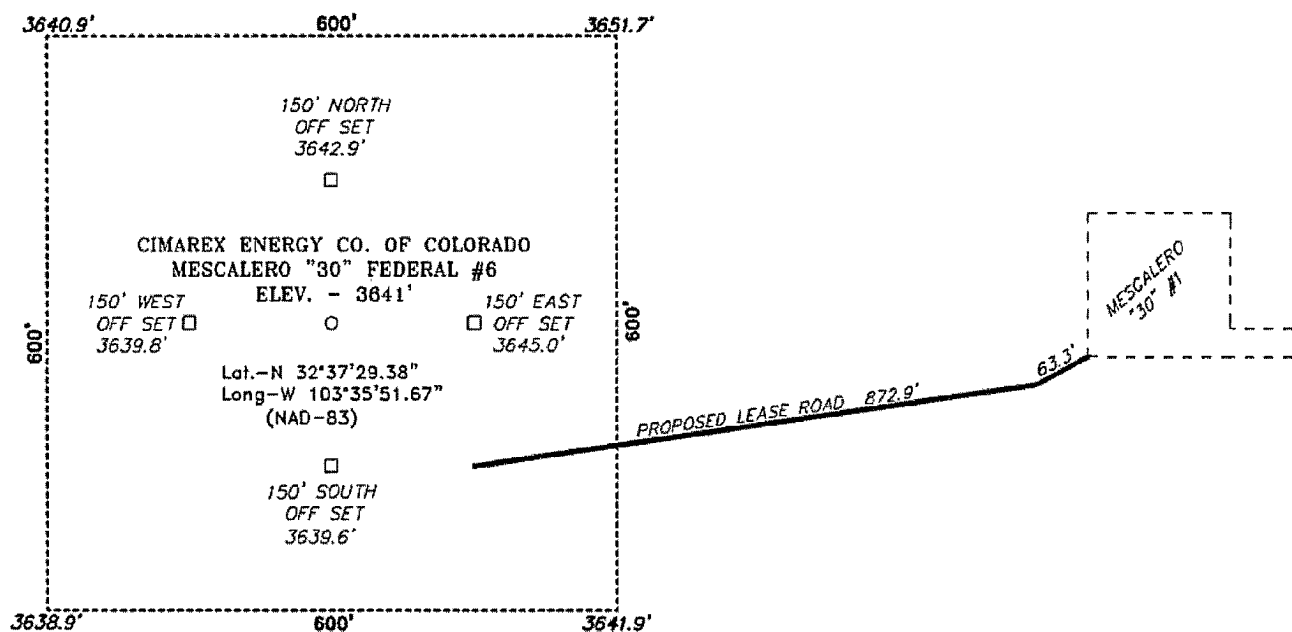 3640.9'
600'
3651.7'
150' NORTH
OFF SET
3642.9'
CIMAREX ENERGY CO. OF COLORADO
MESCALERO "30" FEDERAL #6
ELEV. - 3641'
150' WEST
OFF SET
3639.8'
150' EAST
OFF SET
3645.0'
600'
600'
Lat.-N 32°37'29.38"
Long-W 103°35'51.67"
(NAD-83)
150' SOUTH
OFF SET
3639.6'
PROPOSED LEASE ROAD 872.9'
63.3'
MESCALERO
"30" #1
3638.9'
600'
3641.9'